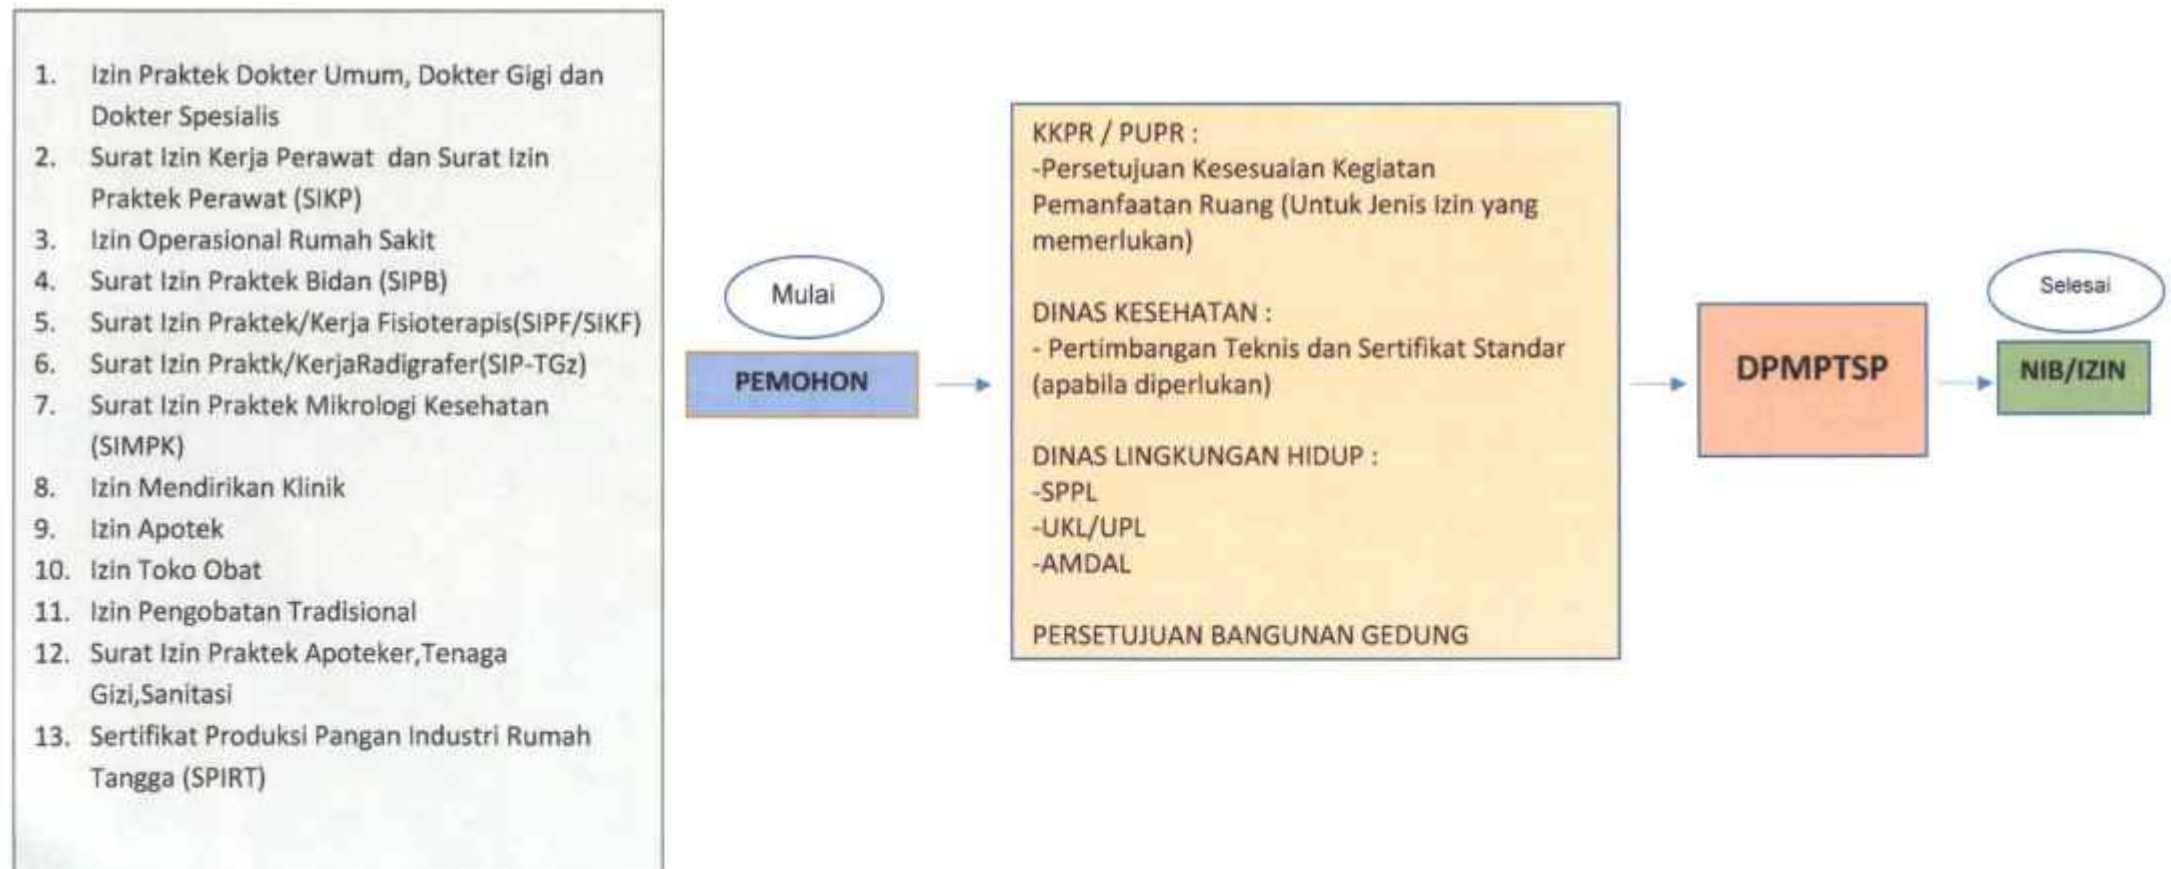 1. Izin Praktek Dokter Umum, Dokter Gigi dan
Dokter Spesialis
2. Surat Izin Kerja Perawat dan Surat Izin
Praktek Perawat (SIKP)
3. Izin Operasional Rumah Sakit
4. Surat Izin Praktek Bidan (SIPB)
5. Surat Izin Praktek/Kerja Fisioterapis(SIPF/SIKF)
6. Surat Izin Praktk/KerjaRadigrafer(SIP-TGz)
7. Surat Izin Praktek Mikrologi Kesehatan
(SIMPK)
8. Izin Mendirikan Klinik
9. Izin Apotek
10. Izin Toko Obat
11. Izin Pengobatan Tradisional
12. Surat Izin Praktek Apoteker,Tenaga
Gizi,Sanitasi
13. Sertifikat Produksi Pangan Industri Rumah
Tangga (SPIRT)
Mulai
PEMOHON
KKPR / PUPR :
-Persetujuan Kesesuaian Kegiatan
Pemanfaatan Ruang (Untuk Jenis Izin yang
memerlukan)
DINAS KESEHATAN :
- Pertimbangan Teknis dan Sertifikat Standar
(apabila diperlukan)
DINAS LINGKUNGAN HIDUP :
-SPPL
-UKL/UPL
-AMDAL
PERSETUJUAN BANGUNAN GEDUNG
DPMPTSP
Selesai
NIB/IZIN